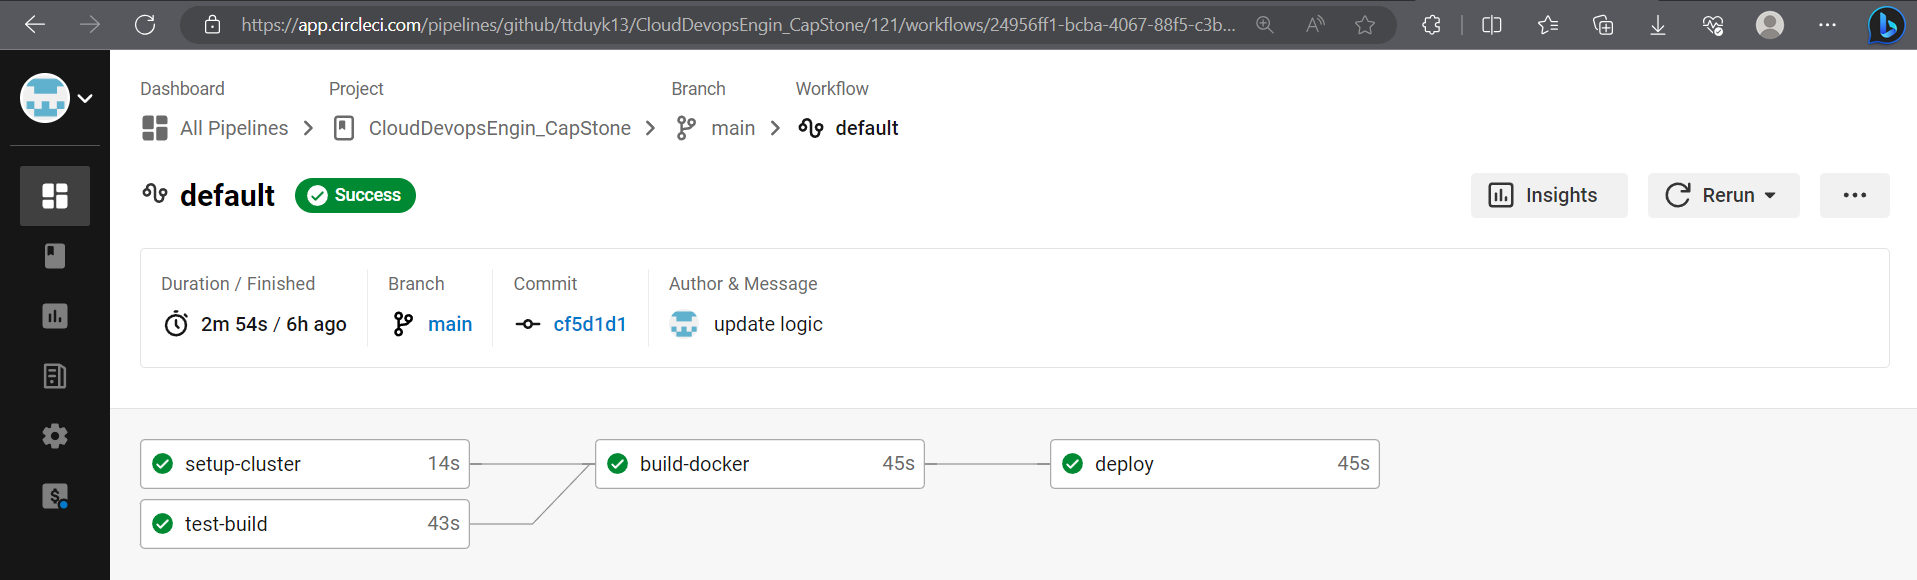 https://app.circleci.com/pipelines/github/ttduyk13/CloudDevopsEngin_CapStone/121/workflows/24956ff1-bcba-4067-88f5-c3b...
Dashboard Project Branch Workflow
All Pipelines CloudDevopsEngin_CapStone main default
default Success Insights Rerun
Duration / Finished Branch Commit Author & Message
2m 54s / 6h ago main cf5d1d1 update logic
setup-cluster 14s build-docker 45s deploy 45s
test-build 43s